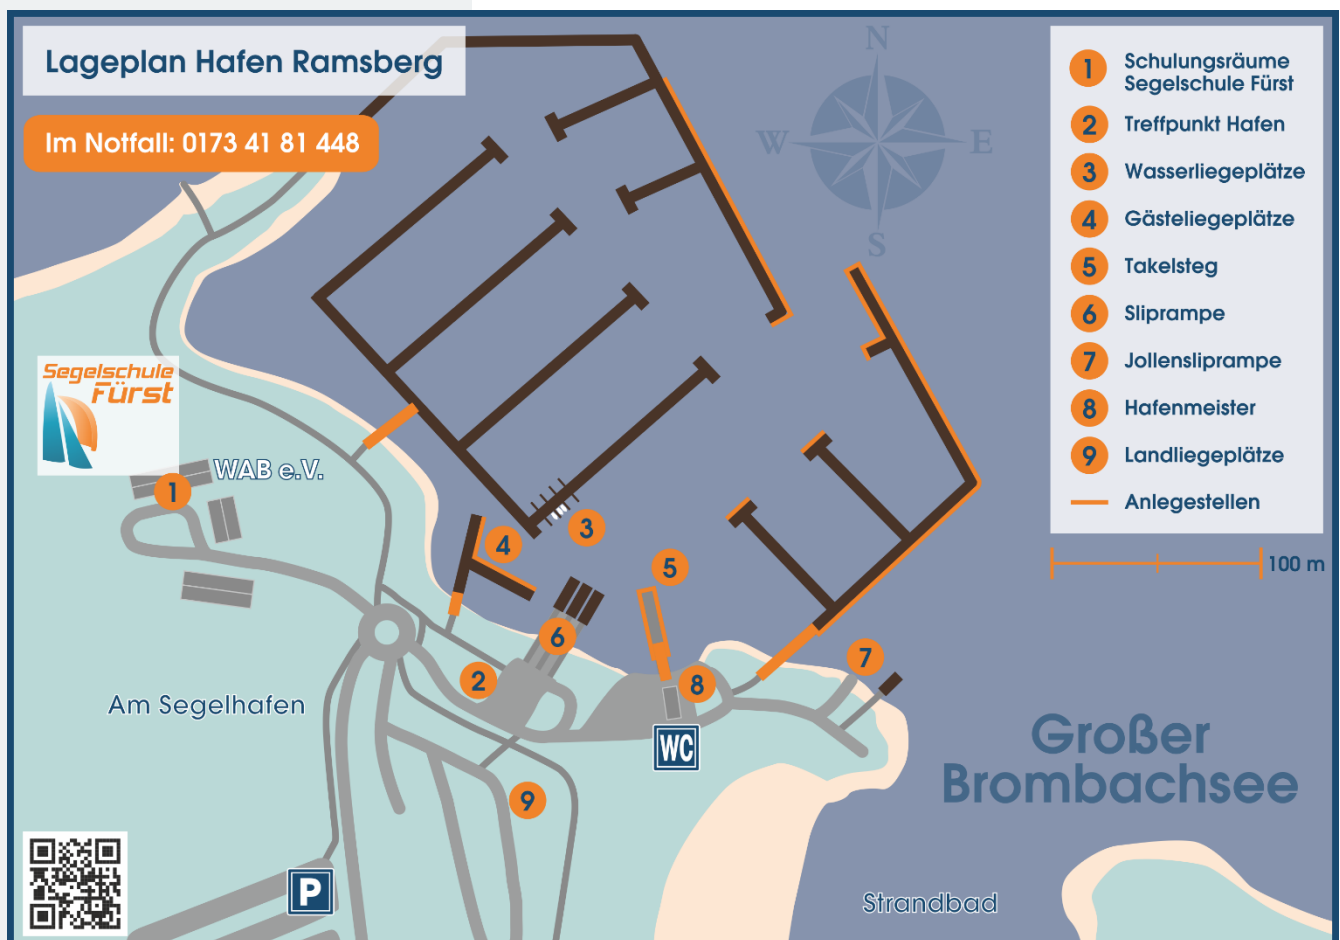 Lageplan Hafen Ramsberg
Im Notfall: 0173 41 81 448
N
W
E
S
1
Schulungsräume
Segelschule Fürst
2
Treffpunkt Hafen
3
Wasserliegeplätze
4
Gästeliegeplätze
5
Takelsteg
6
Sliprampe
7
Jollensliprampe
8
Hafenmeister
9
Landliegeplätze
Anlegestellen
100 m
Segelschule
Fürst
WAB e.V.
1
3
4
5
6
7
2
8
Am Segelhafen
WC
Großer
Brombachsee
9
P
Strandbad